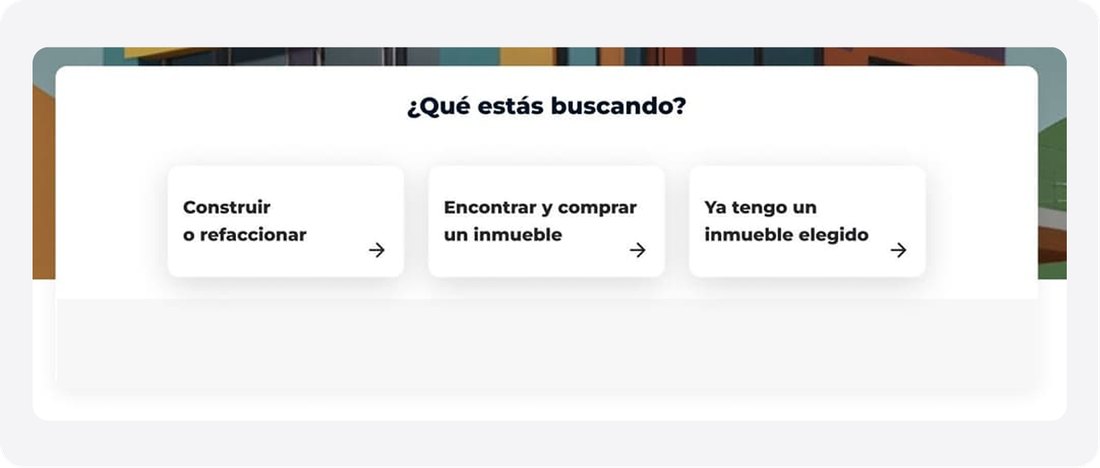 ¿Qué estás buscando?
Construir
o refaccionar
Encontrar y comprar
un inmueble
Ya tengo un
inmueble elegido